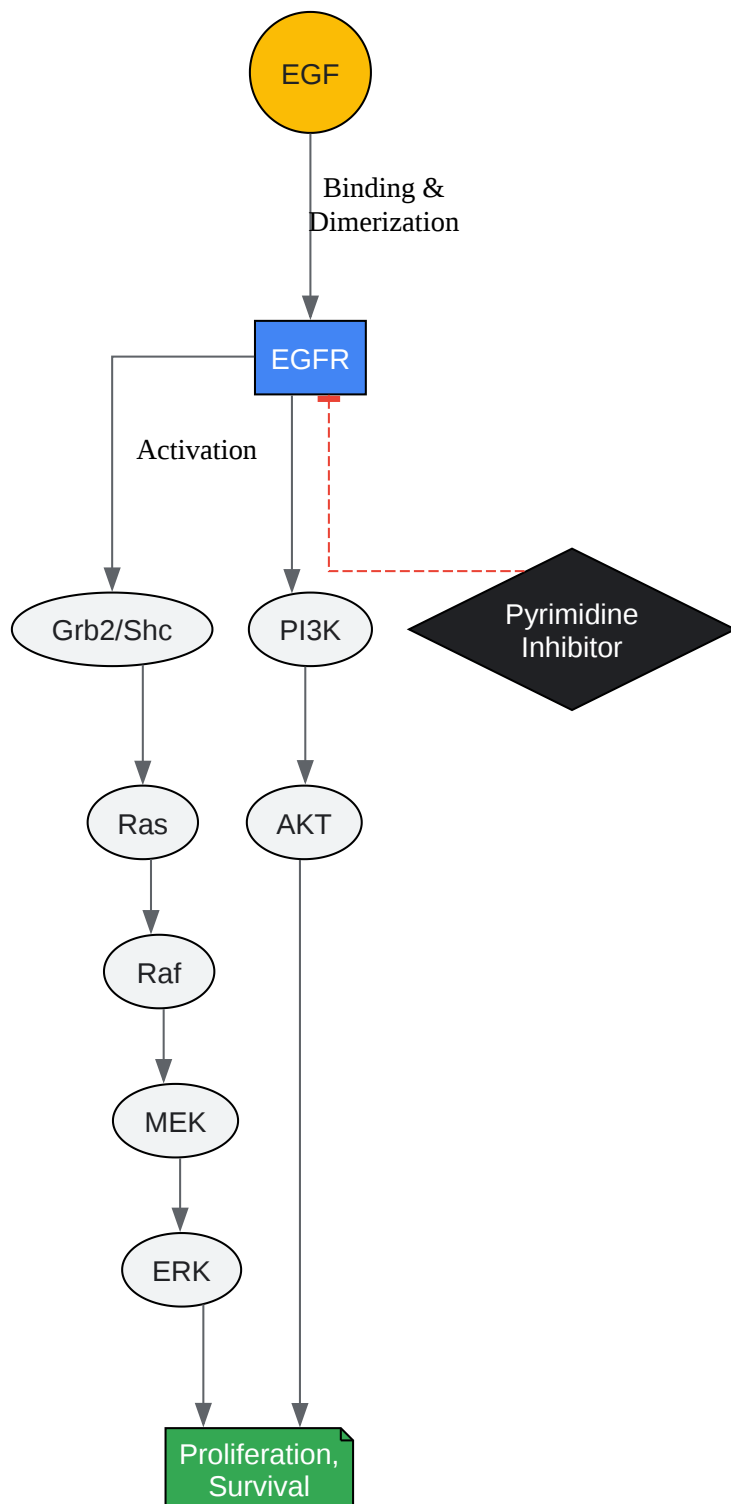 EGF
Binding &
Dimerization
EGFR
Activation
Grb2/Shc
PI3K
Pyrimidine
Inhibitor
Ras
AKT
Raf
MEK
ERK
Proliferation,
Survival